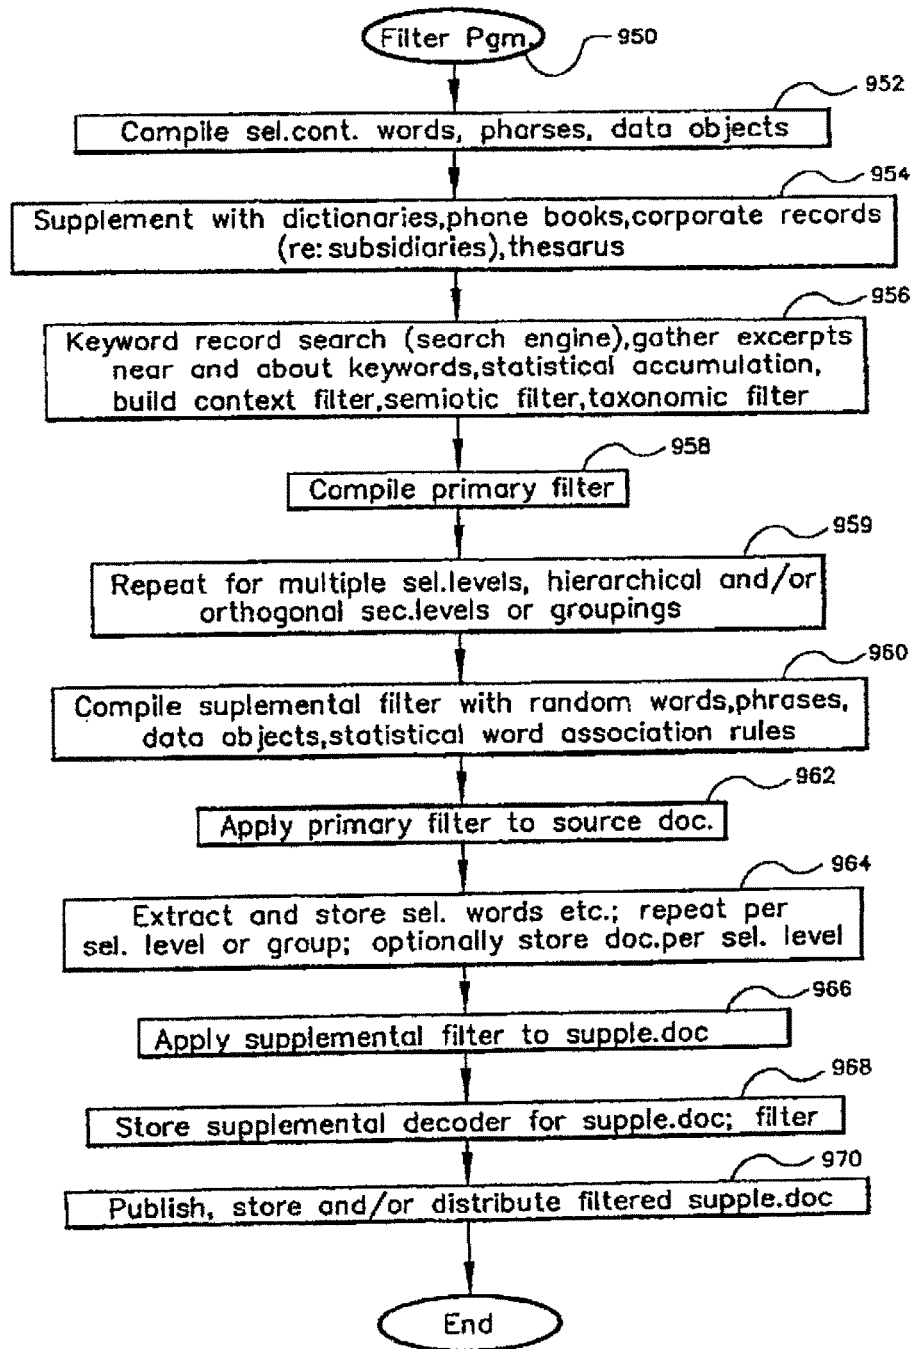 Filter Pgm.
950
952
Compile sel.cont. words, pharses, data objects
954
Supplement with dictionaries,phone books,corporate records
(re: subsidiaries),thesarus
956
Keyword record search (search engine),gather excerpts
near and about keywords,statistical accumulation,
build context filter,semiotic filter,taxonomic filter
958
Compile primary filter
959
Repeat for multiple sel.levels, hierarchical and/or
orthogonal sec.levels or groupings
960
Compile suplemental filter with random words,phrases,
data objects,statistical word association rules
962
Apply primary filter to source doc.
964
Extract and store sel. words etc.; repeat per
sel. level or group; optionally store doc.per sel. level
966
Apply supplemental filter to supple.doc
968
Store supplemental decoder for supple.doc; filter
970
Publish, store and/or distribute filtered supple.doc
End